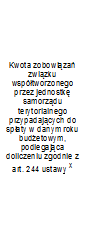 Kwota zobowiązań
związku
współtworzonego
przez jednostkę
samorządu
terytorialnego
przypadających do
spłaty w danym roku
budżetowym,
podlegająca
doliczeniu zgodnie z
art. 244 ustawy x